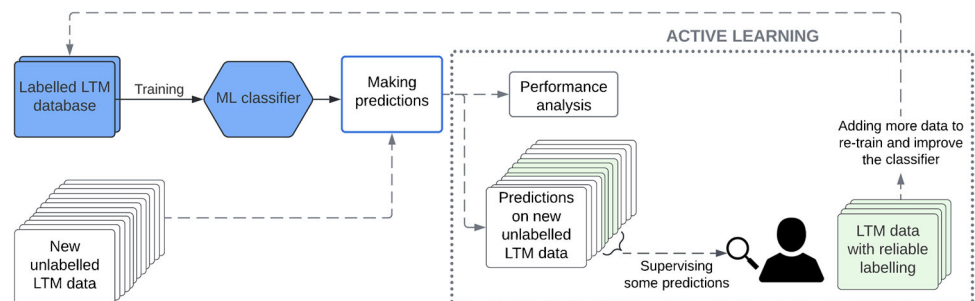 ACTIVE LEARNING
Labelled LTM
database
Training
ML classifier
Making
predictions
Performance
analysis
Adding more data to
re-train and improve
the classifier
New
unlabelled
LTM data
Predictions
on new
unlabelled
LTM data
Supervising
some predictions
LTM data
with reliable
labelling